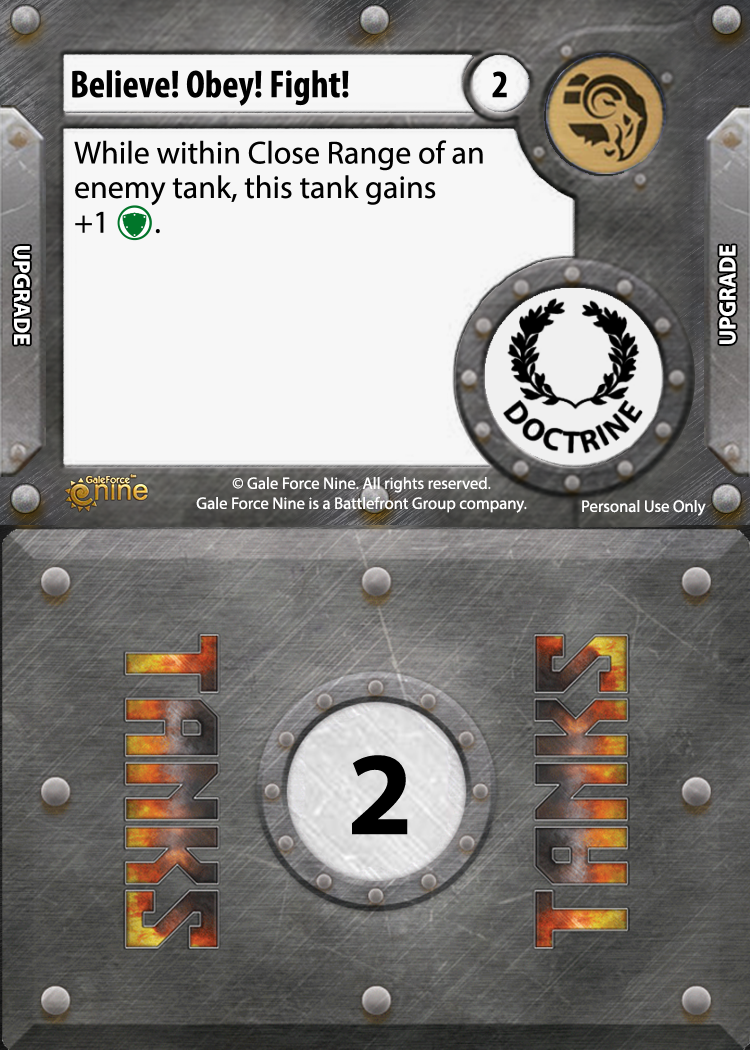 Believe! Obey! Fight!
2
While within Close Range of an
enemy tank, this tank gains
+1 .
UPGRADE
UPGRADE
DOCTRINE
GaleForce™
nine
© Gale Force Nine. All rights reserved.
Gale Force Nine is a Battlefront Group company.
Personal Use Only
TANKS
2
TANKS